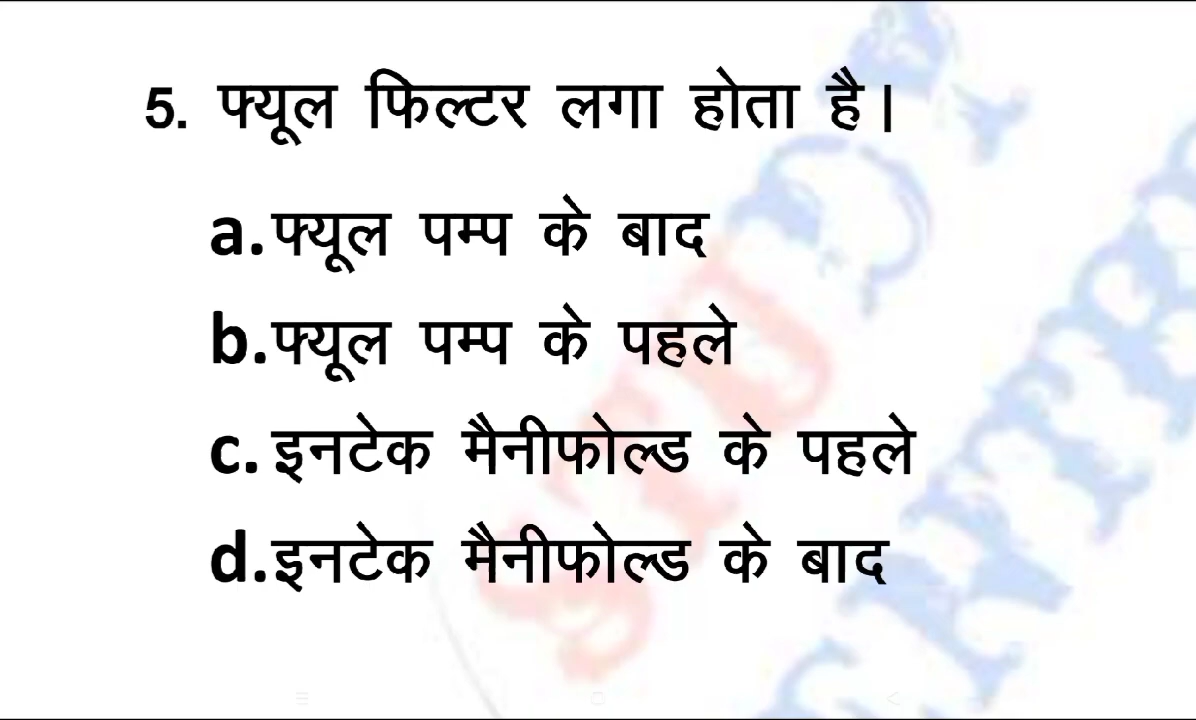 5. फ्यूल फिल्टर लगा होता है।
a. फ्यूल पम्प के बाद
b. फ्यूल पम्प के पहले
c. इनटेक मैनीफोल्ड के पहले
d. इनटेक मैनीफोल्ड के बाद